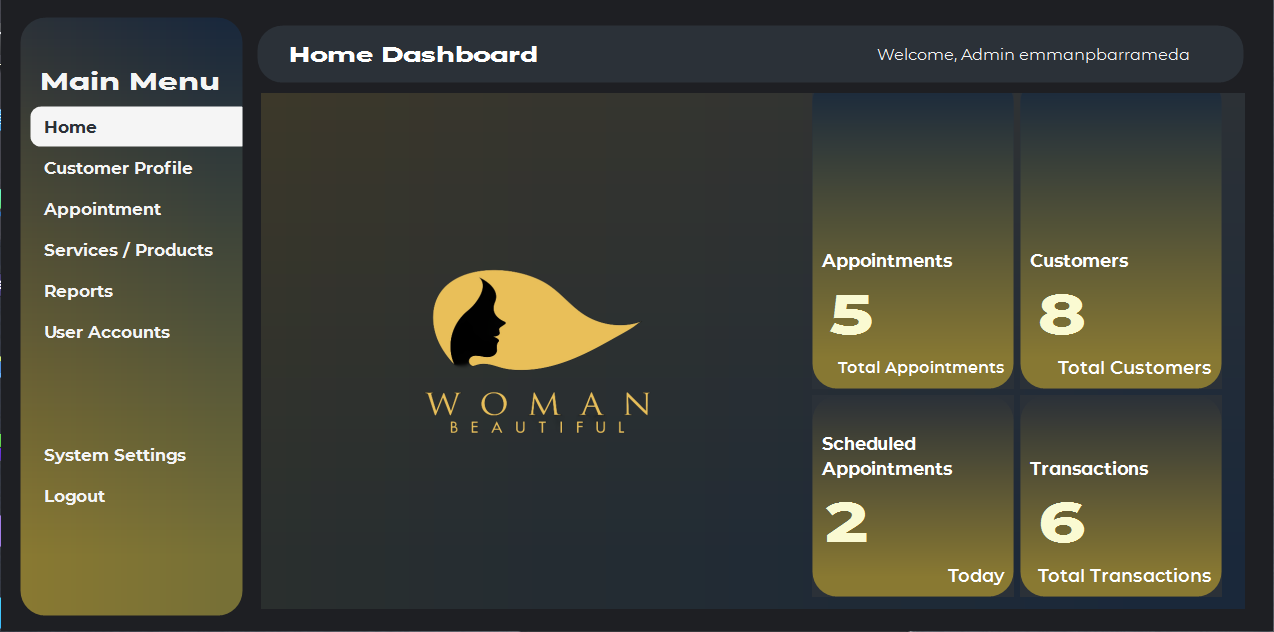 Main Menu
Home
Customer Profile
Appointment
Services / Products
Reports
User Accounts
System Settings
Logout
Home Dashboard
Welcome, Admin emmanpbarrameda
WOMAN
BEAUTIFUL
Appointments
5
Total Appointments
Customers
8
Total Customers
Scheduled
Appointments
2
Today
Transactions
6
Total Transactions